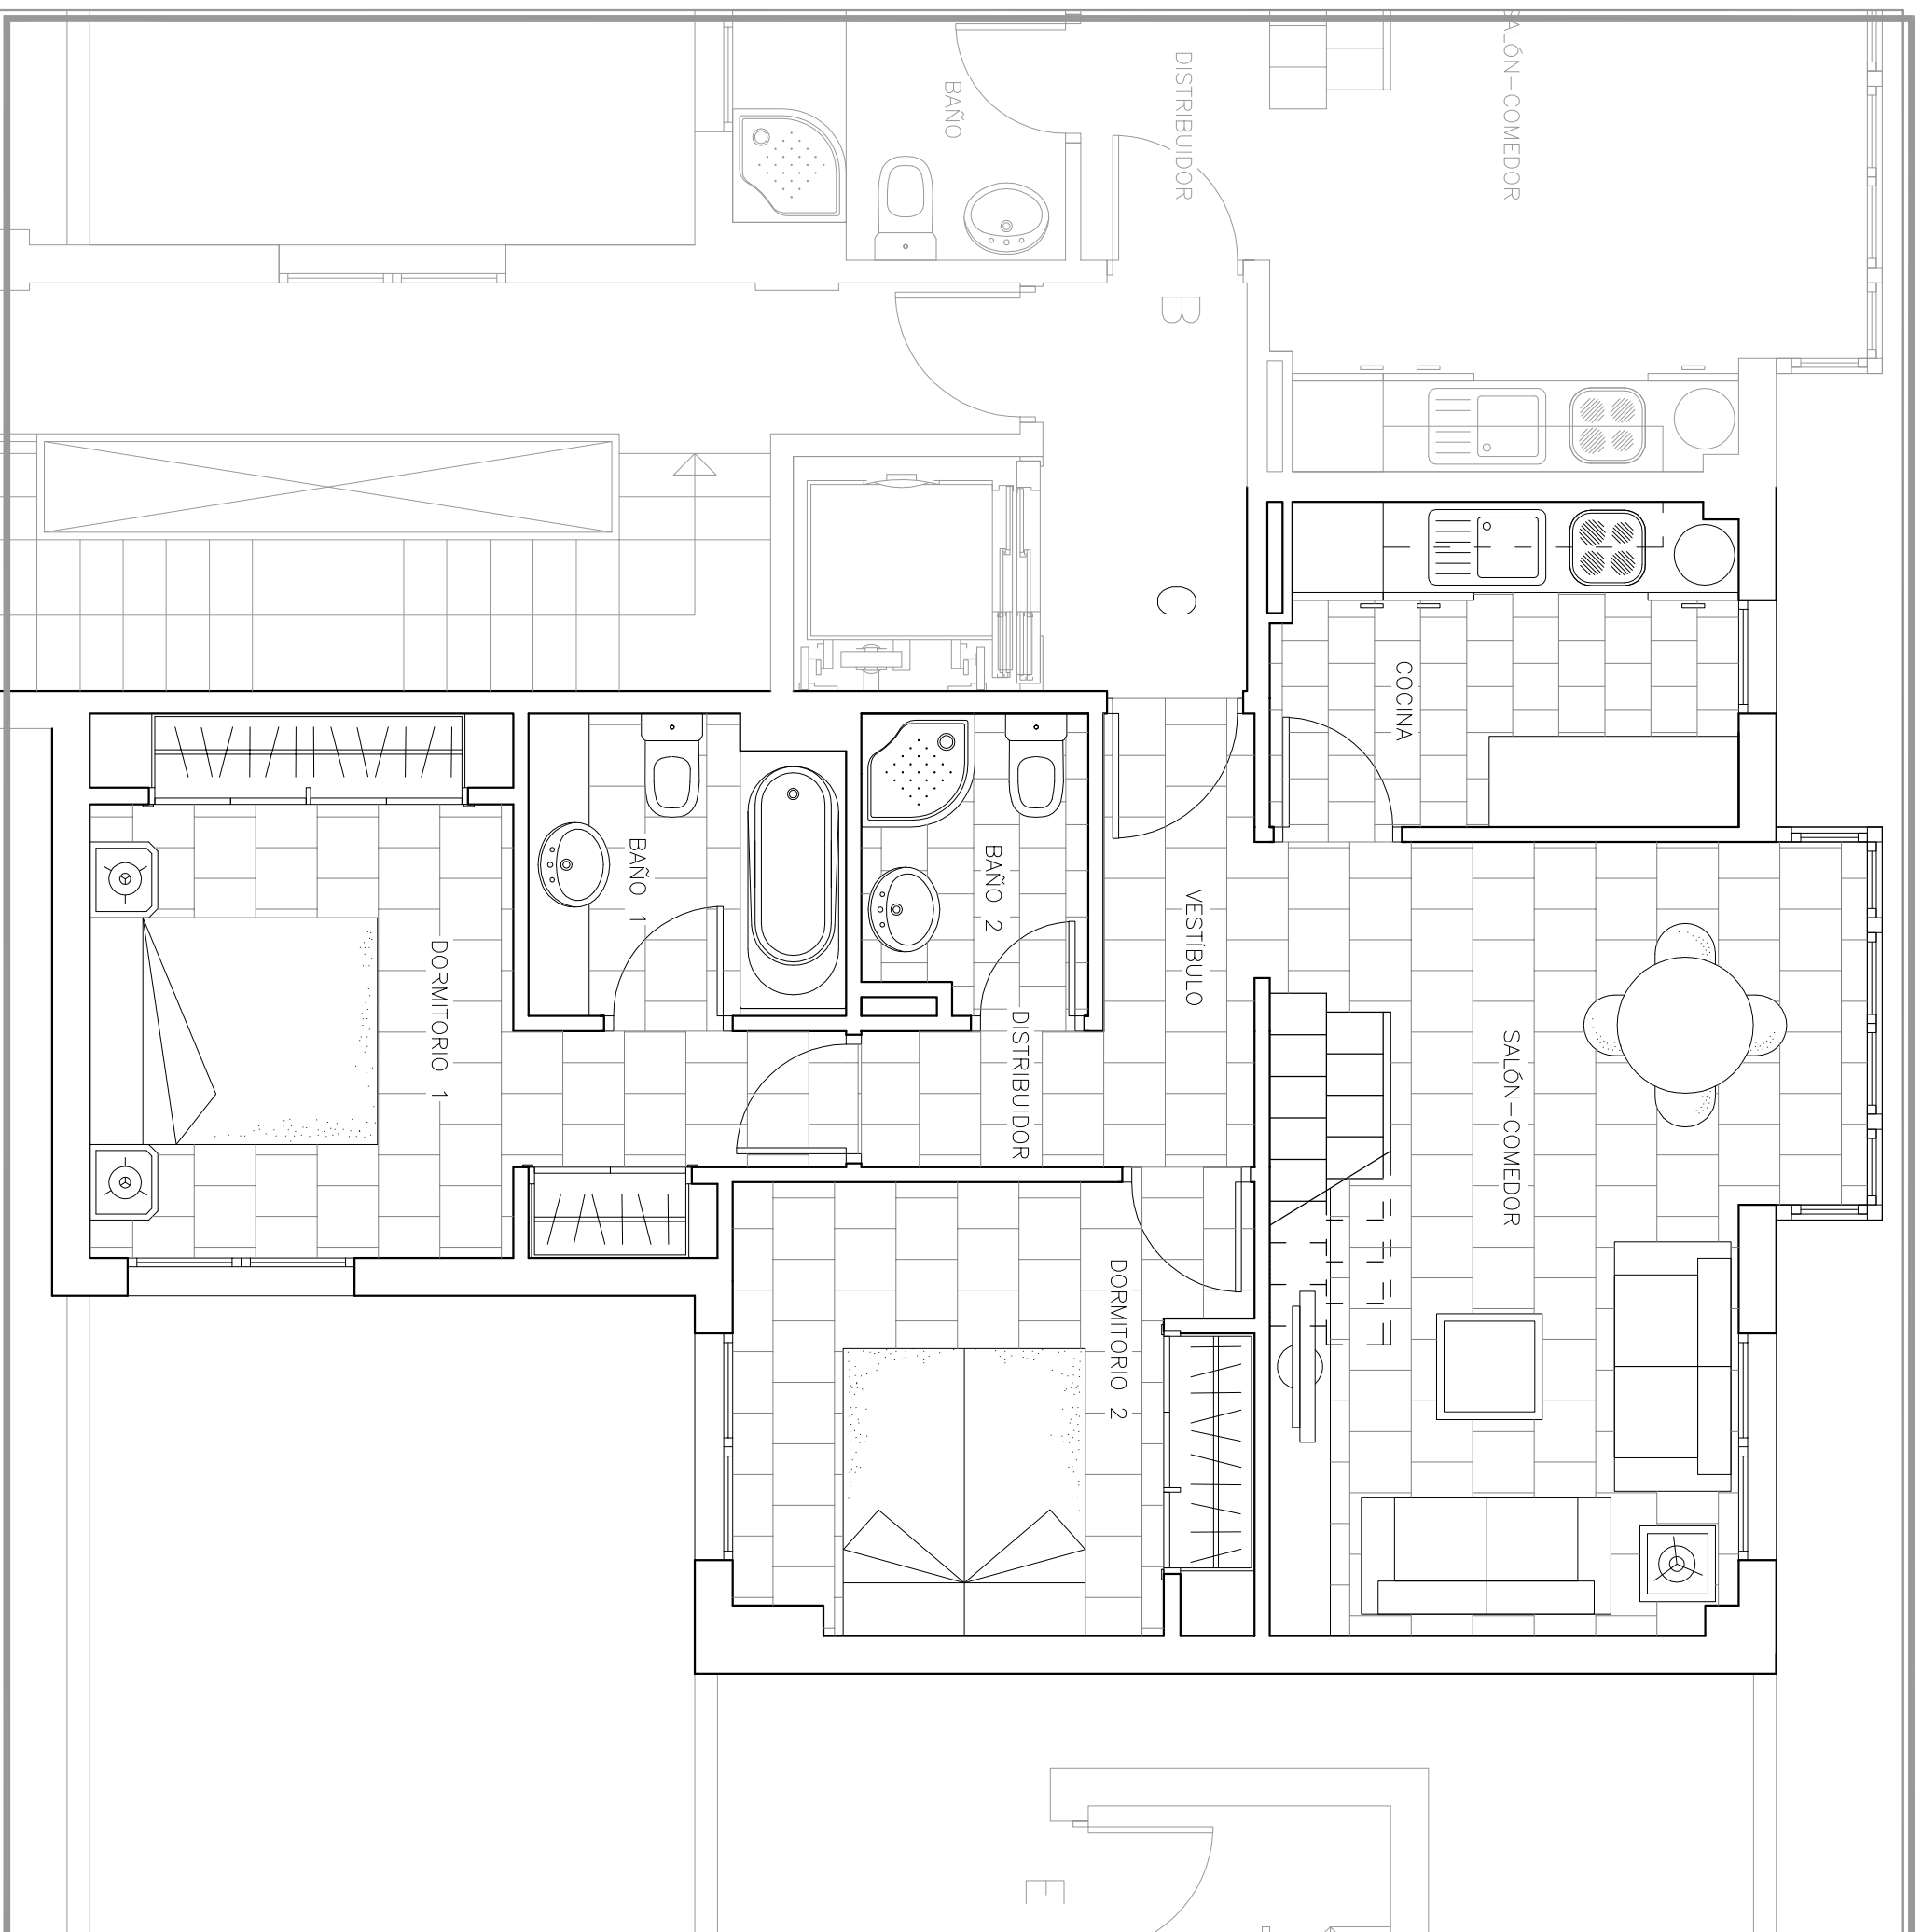 BAÑO
DISTRIBUIDOR
SALÓN-COMEDOR
B
C
COCINA
BAÑO 1
BAÑO 2
VESTÍBULO
DORMITORIO 1
DISTRIBUIDOR
SALÓN-COMEDOR
DORMITORIO 2
E